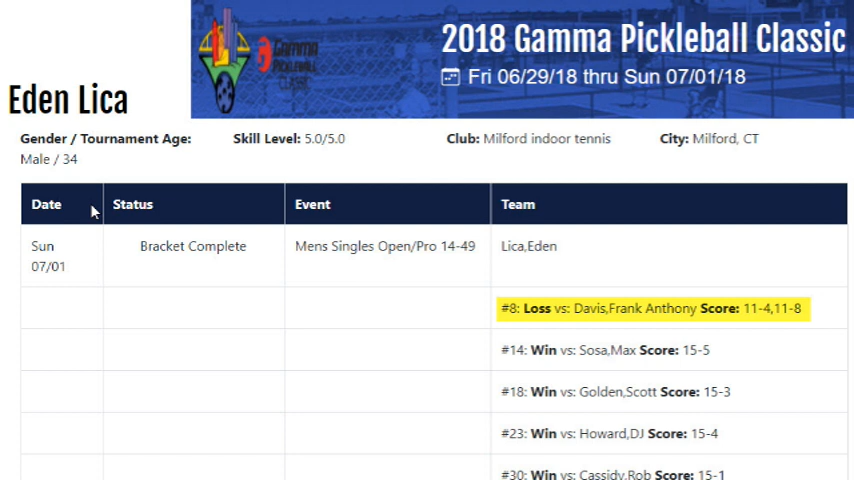 2018 Gamma Pickleball Classic
Fri 06/29/18 thru Sun 07/01/18
GAMMA
PICKLEBALL
CLASSIC
Eden Lica
Gender / Tournament Age: Male / 34
Skill Level: 5.0/5.0
Club: Milford indoor tennis
City: Milford, CT
Date Status Event Team
Sun 07/01 Bracket Complete Mens Singles Open/Pro 14-49 Lica,Eden
#8: Loss vs: Davis,Frank Anthony Score: 11-4,11-8
#14: Win vs: Sosa,Max Score: 15-5
#18: Win vs: Golden,Scott Score: 15-3
#23: Win vs: Howard,DJ Score: 15-4
#30: Win vs: Cassidy,Rob Score: 15-1